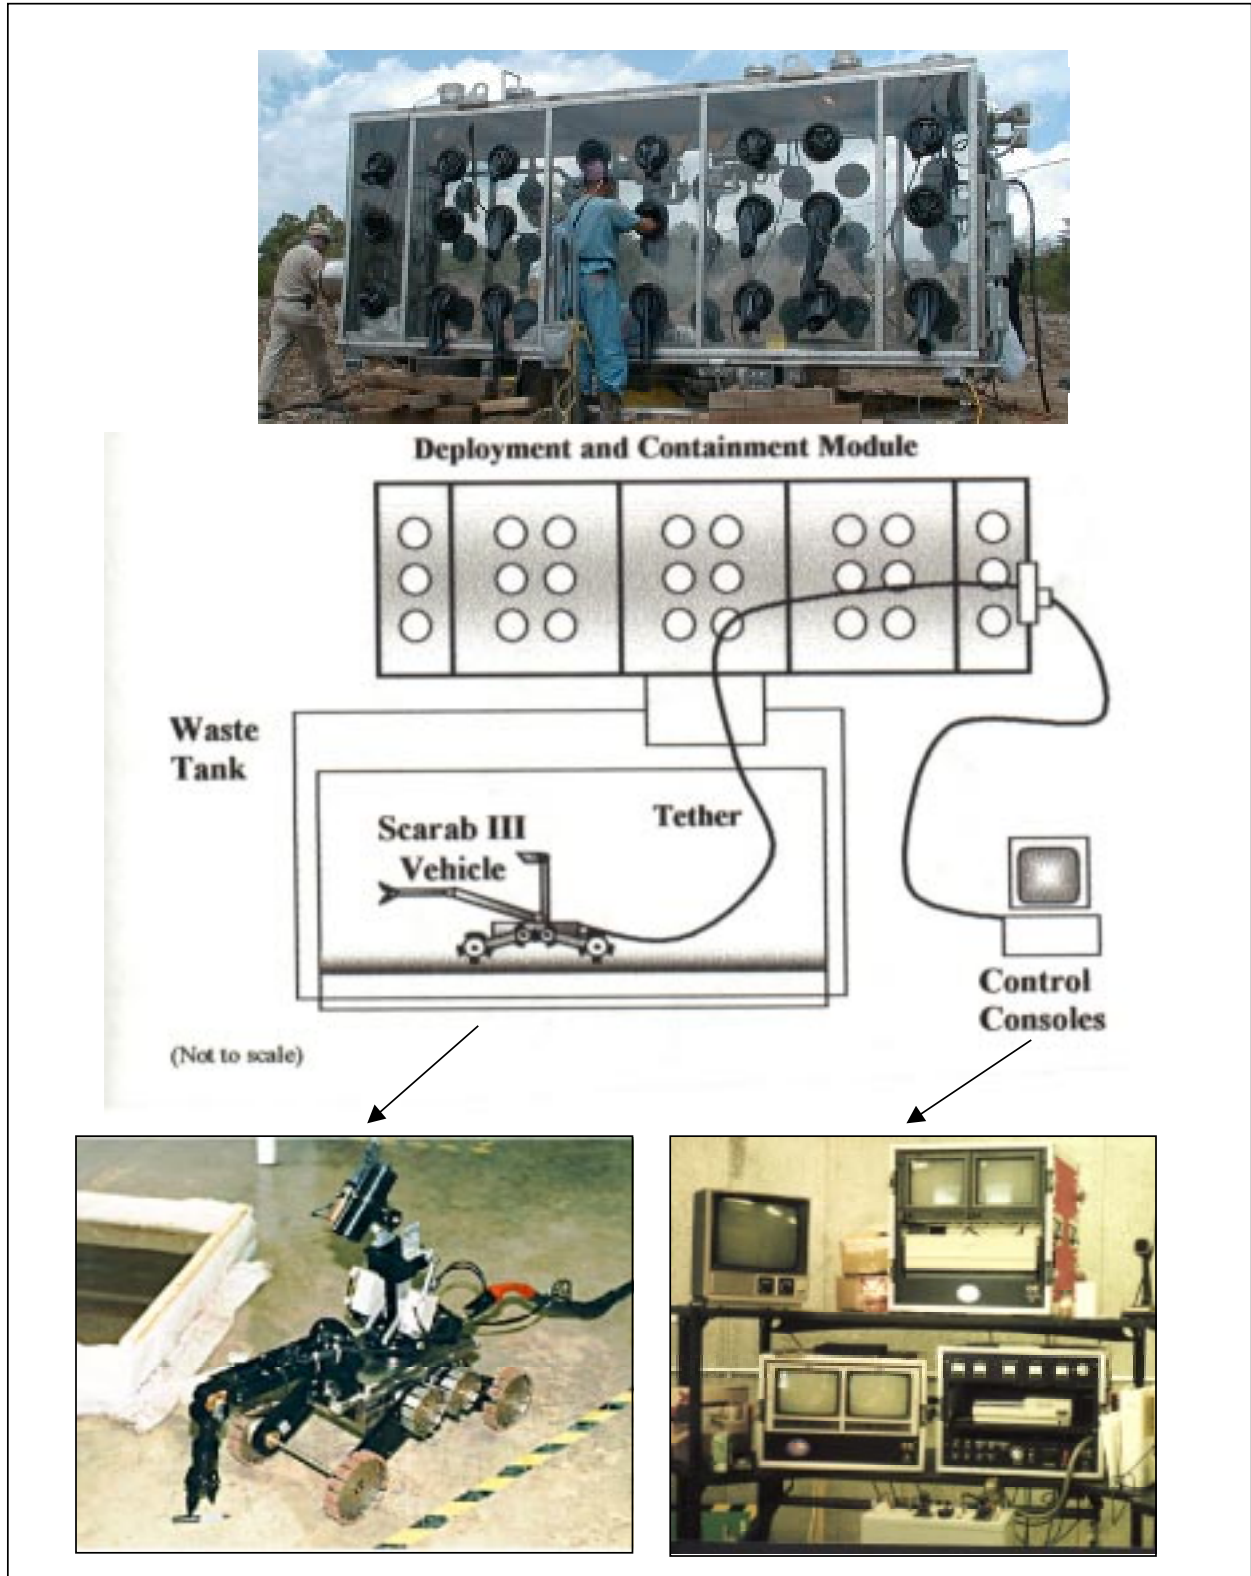 Deployment and Containment Module
Waste
Tank
Scarab III
Vehicle
Tether
Control
Consoles
(Not to scale)